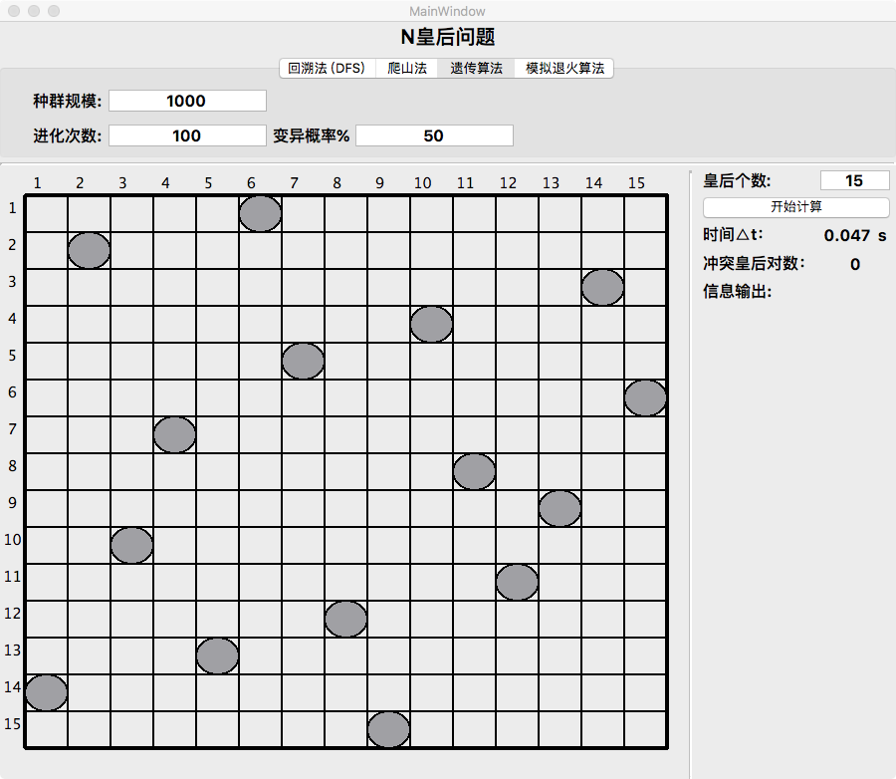 MainWindow
N皇后问题
回溯法 (DFS) 爬山法 遗传算法 模拟退火算法
种群规模: 1000
进化次数: 100 变异概率% 50
1 2 3 4 5 6 7 8 9 10 11 12 13 14 15
1
2
3
4
5
6
7
8
9
10
11
12
13
14
15
皇后个数: 15
开始计算
时间△t: 0.047 s
冲突皇后对数: 0
信息输出: